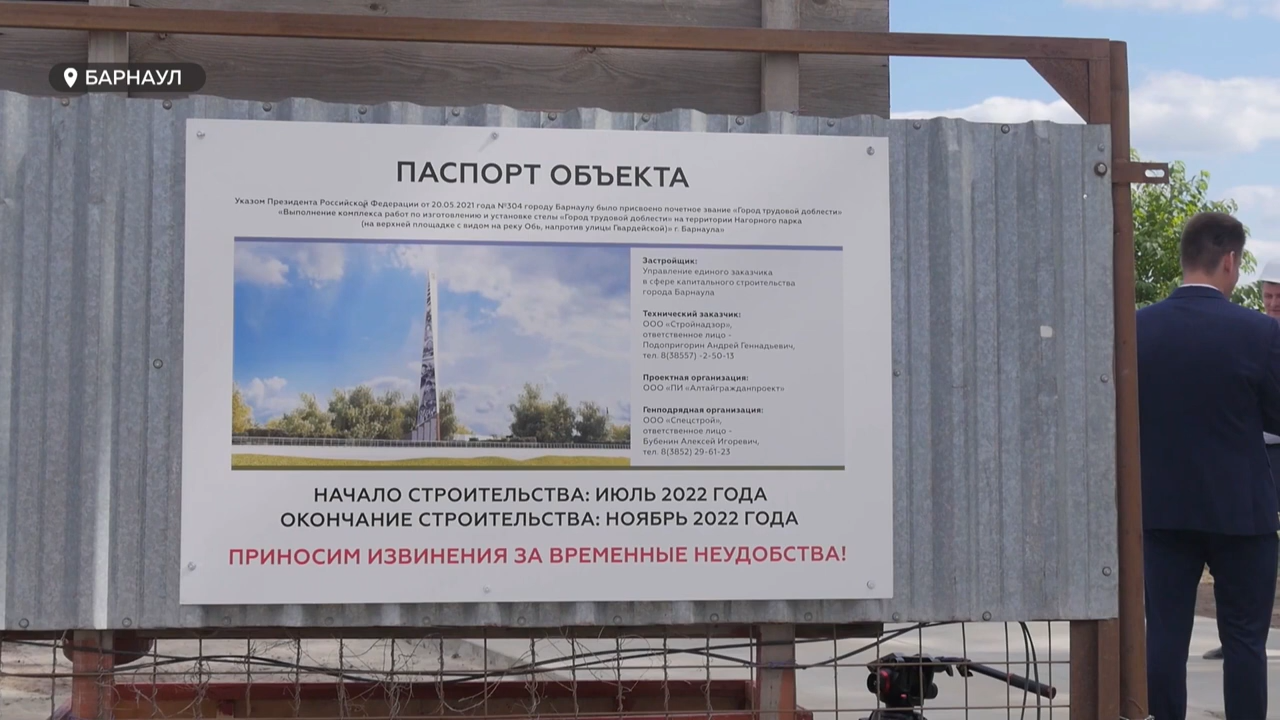 БАРНАУЛ
ПАСПОРТ ОБЪЕКТА
Указом Президента Российской Федерации от 20.05.2021 года №304 городу Барнаулу было присвоено почетное звание «Город трудовой доблести»
«Выполнение комплекса работ по изготовлению и установке стелы «Город трудовой доблести» на территории Нагорного парка
(на верхней площадке с видом на реку Обь, напротив улицы Гвардейской)» г. Барнаула»
Застройщик:
Управление единого заказчика
в сфере капитального строительства
города Барнаула
Технический заказчик:
ООО «Стройнадзор»,
ответственное лицо -
Подопригорин Андрей Геннадьевич,
тел. 8(38557) -2-50-13
Проектная организация:
ООО «ПИ «Алтайгражданпроект»
Генподрядная организация:
ООО «Спецстрой»,
ответственное лицо -
Бубенин Алексей Игоревич,
тел. 8(3852) 29-61-23
НАЧАЛО СТРОИТЕЛЬСТВА: ИЮЛЬ 2022 ГОДА
ОКОНЧАНИЕ СТРОИТЕЛЬСТВА: НОЯБРЬ 2022 ГОДА
ПРИНОСИМ ИЗВИНЕНИЯ ЗА ВРЕМЕННЫЕ НЕУДОБСТВА!